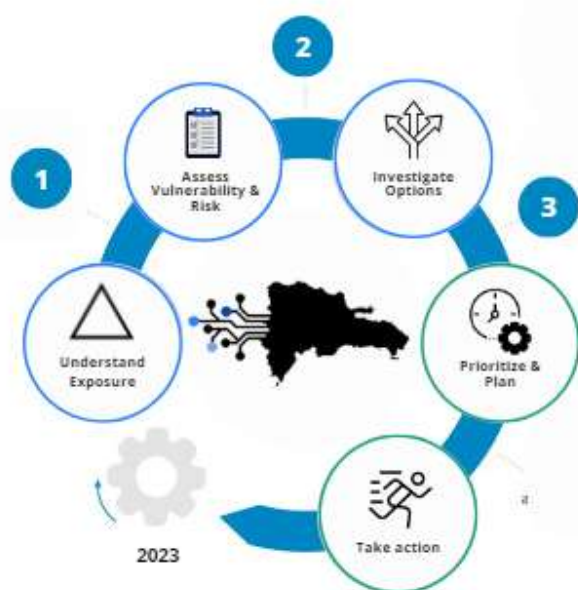 2
1
Assess
Vulnerability &
Risk
Investigate
Options
3
Understand
Exposure
Prioritize &
Plan
Take action
2023